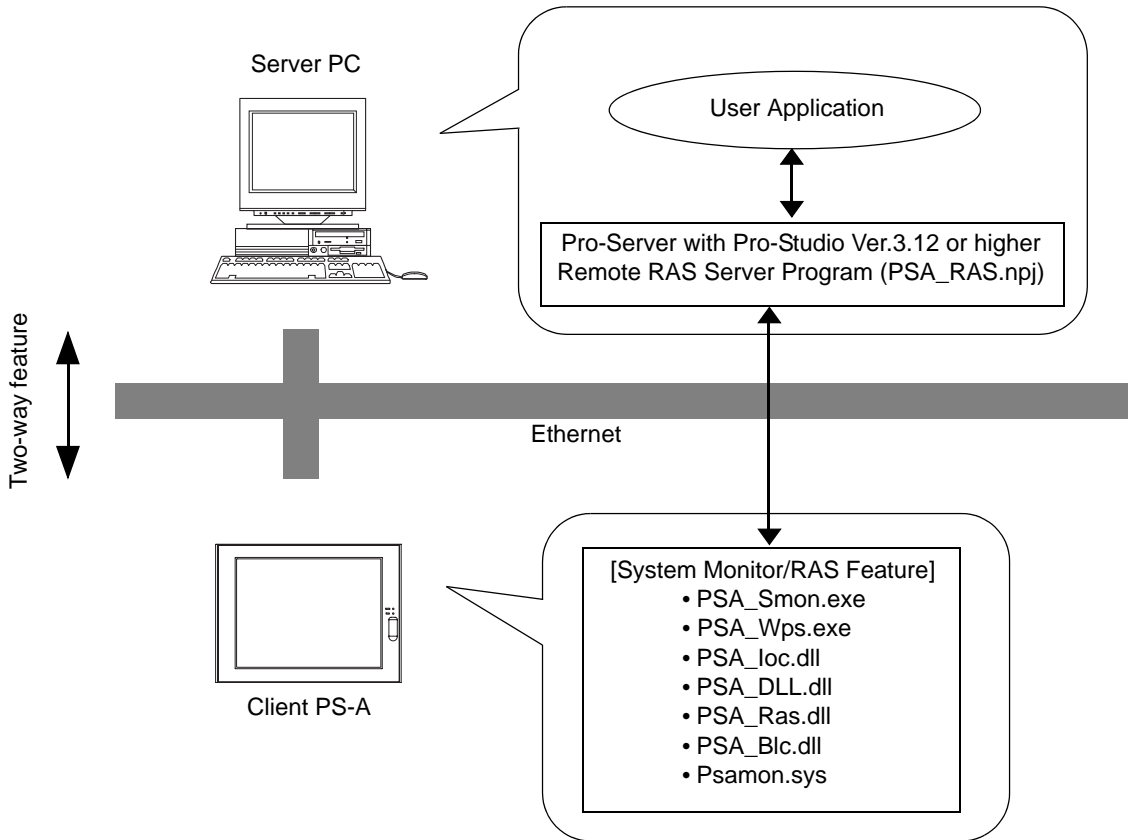 Server PC
User Application
Pro-Server with Pro-Studio Ver.3.12 or higher
Remote RAS Server Program (PSA_RAS.npj)
Two-way feature
Ethernet
Client PS-A
[System Monitor/RAS Feature]
• PSA_Smon.exe
• PSA_Wps.exe
• PSA_Ioc.dll
• PSA_DLL.dll
• PSA_Ras.dll
• PSA_Blc.dll
• Psamon.sys